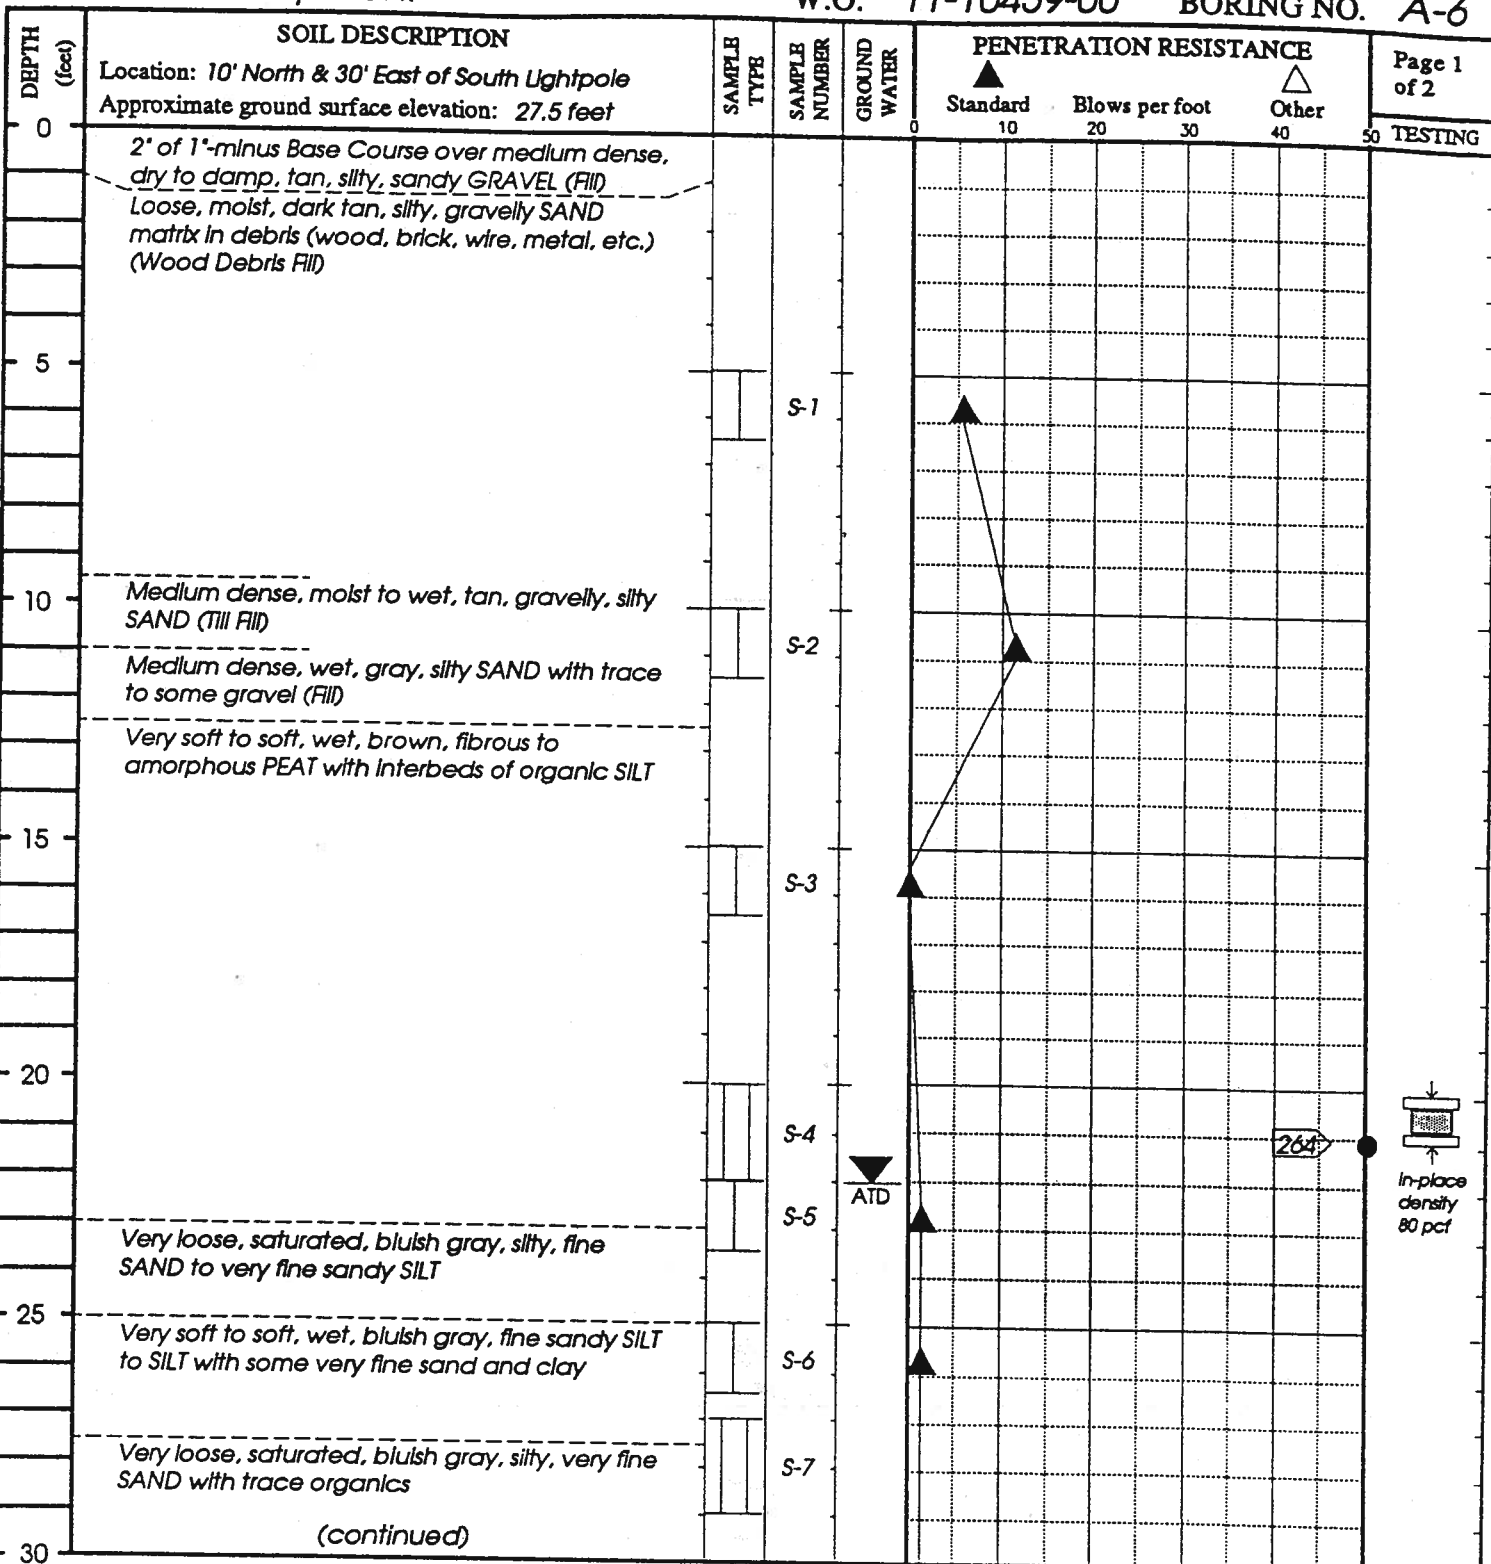 W.O. 11-10459-00 BORING NO. A-6
DEPTH (feet)
SOIL DESCRIPTION
Location: 10' North & 30' East of South Lightpole
Approximate ground surface elevation: 27.5 feet
SAMPLE TYPE
SAMPLE NUMBER
GROUND WATER
PENETRATION RESISTANCE
Standard Blows per foot Other
0 10 20 30 40 50
Page 1
of 2
TESTING
0
2" of 1"-minus Base Course over medium dense,
dry to damp, tan, silty, sandy GRAVEL (Fill)
Loose, moist, dark tan, silty, gravelly SAND
matrix in debris (wood, brick, wire, metal, etc.)
(Wood Debris Fill)
5
S-1
10
Medium dense, moist to wet, tan, gravelly, silty
SAND (Till Fill)
S-2
Medium dense, wet, gray, silty SAND with trace
to some gravel (Fill)
Very soft to soft, wet, brown, fibrous to
amorphous PEAT with interbeds of organic SILT
15
S-3
20
S-4
264
ATD
In-place
density
80 pcf
S-5
Very loose, saturated, bluish gray, silty, fine
SAND to very fine sandy SILT
25
Very soft to soft, wet, bluish gray, fine sandy SILT
to SILT with some very fine sand and clay
S-6
Very loose, saturated, bluish gray, silty, very fine
SAND with trace organics
S-7
(continued)
30